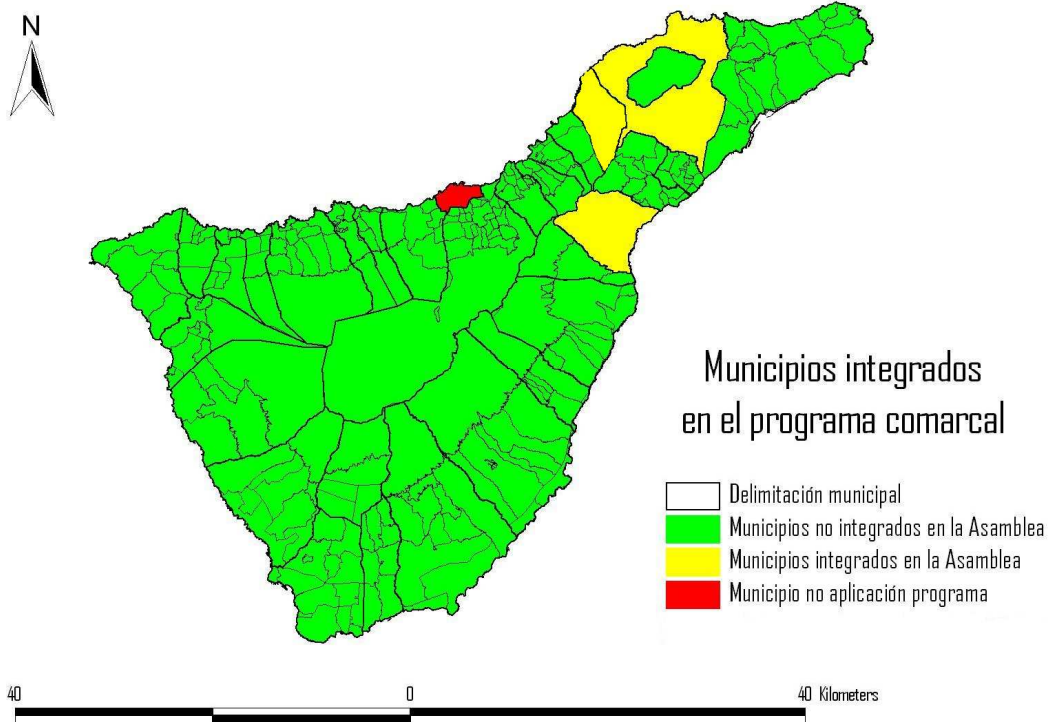 N
Municipios integrados
en el programa comarcal
Delimitación municipal
Municipios no integrados en la Asamblea
Municipios integrados en la Asamblea
Municipio no aplicación programa
40 0 40 Kilometers